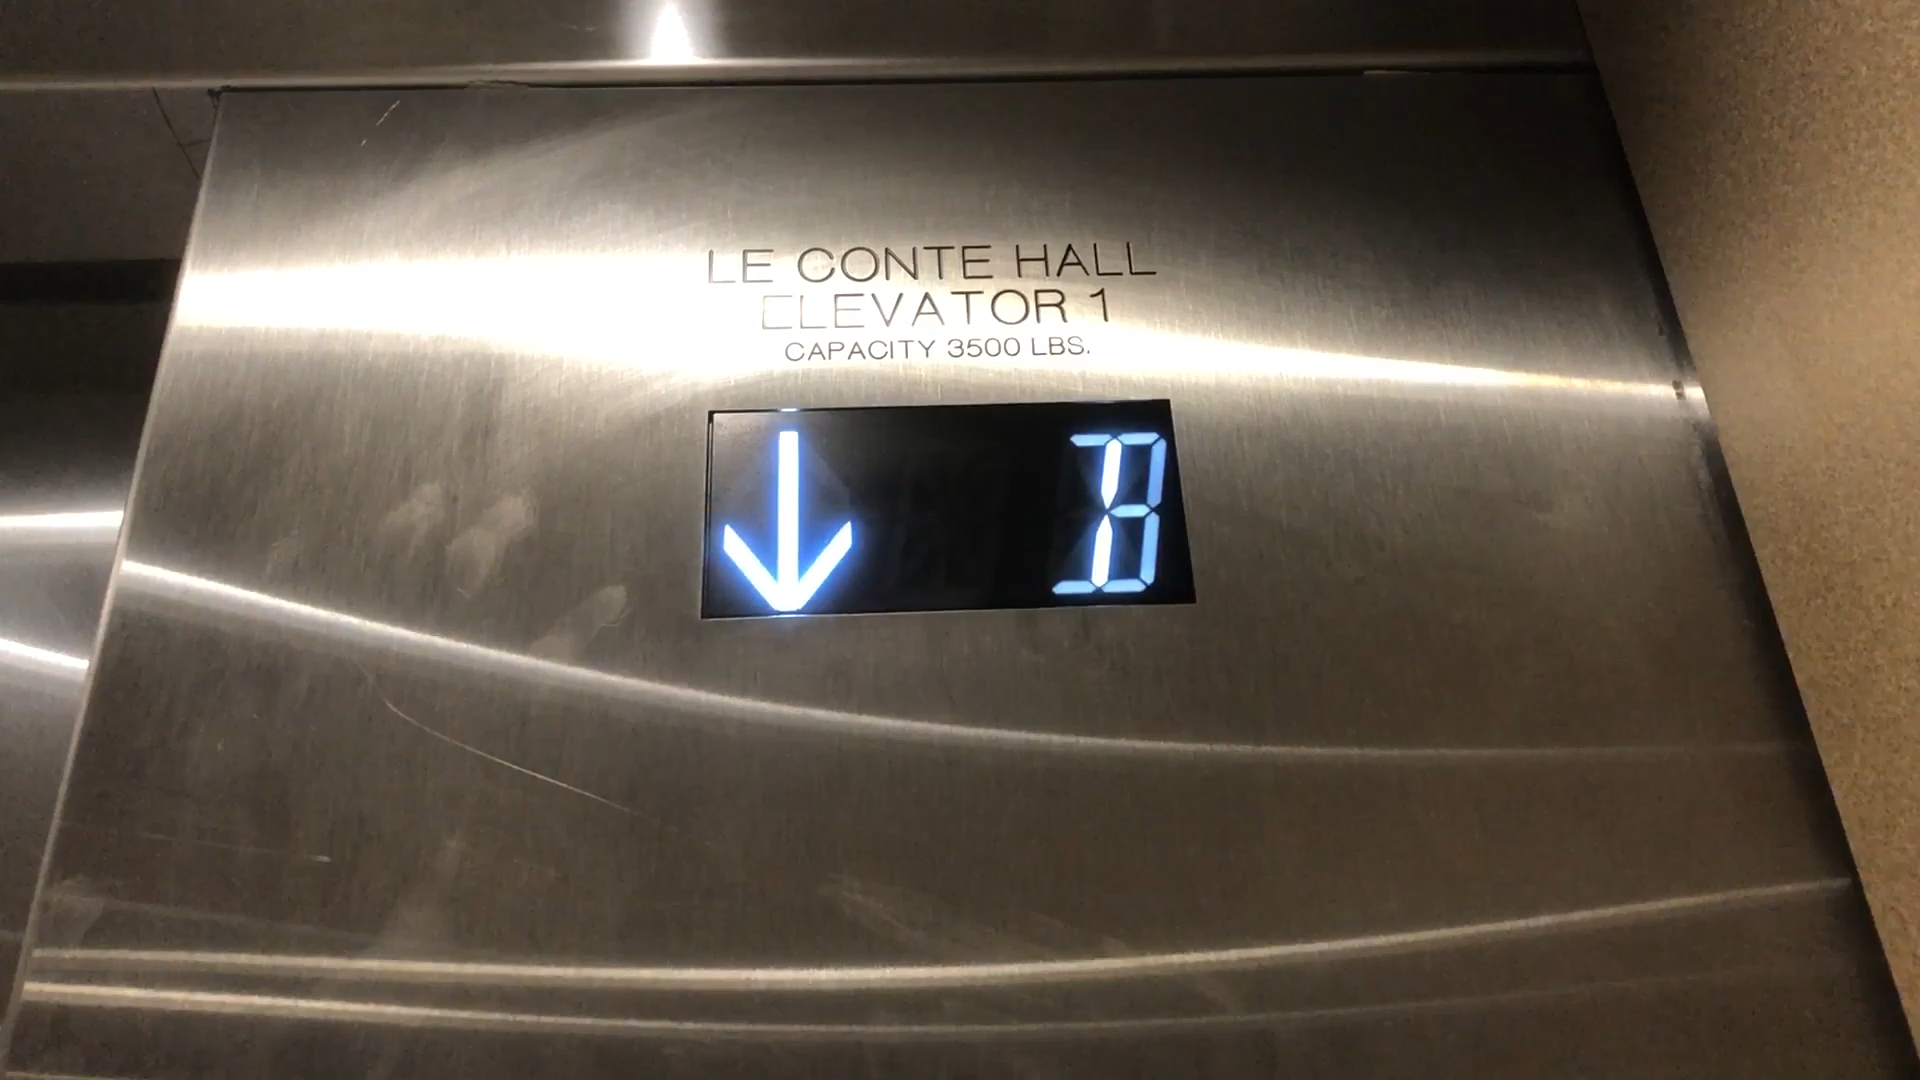 LE CONTE HALL
ELEVATOR 1
CAPACITY 3500 LBS.
↓ B